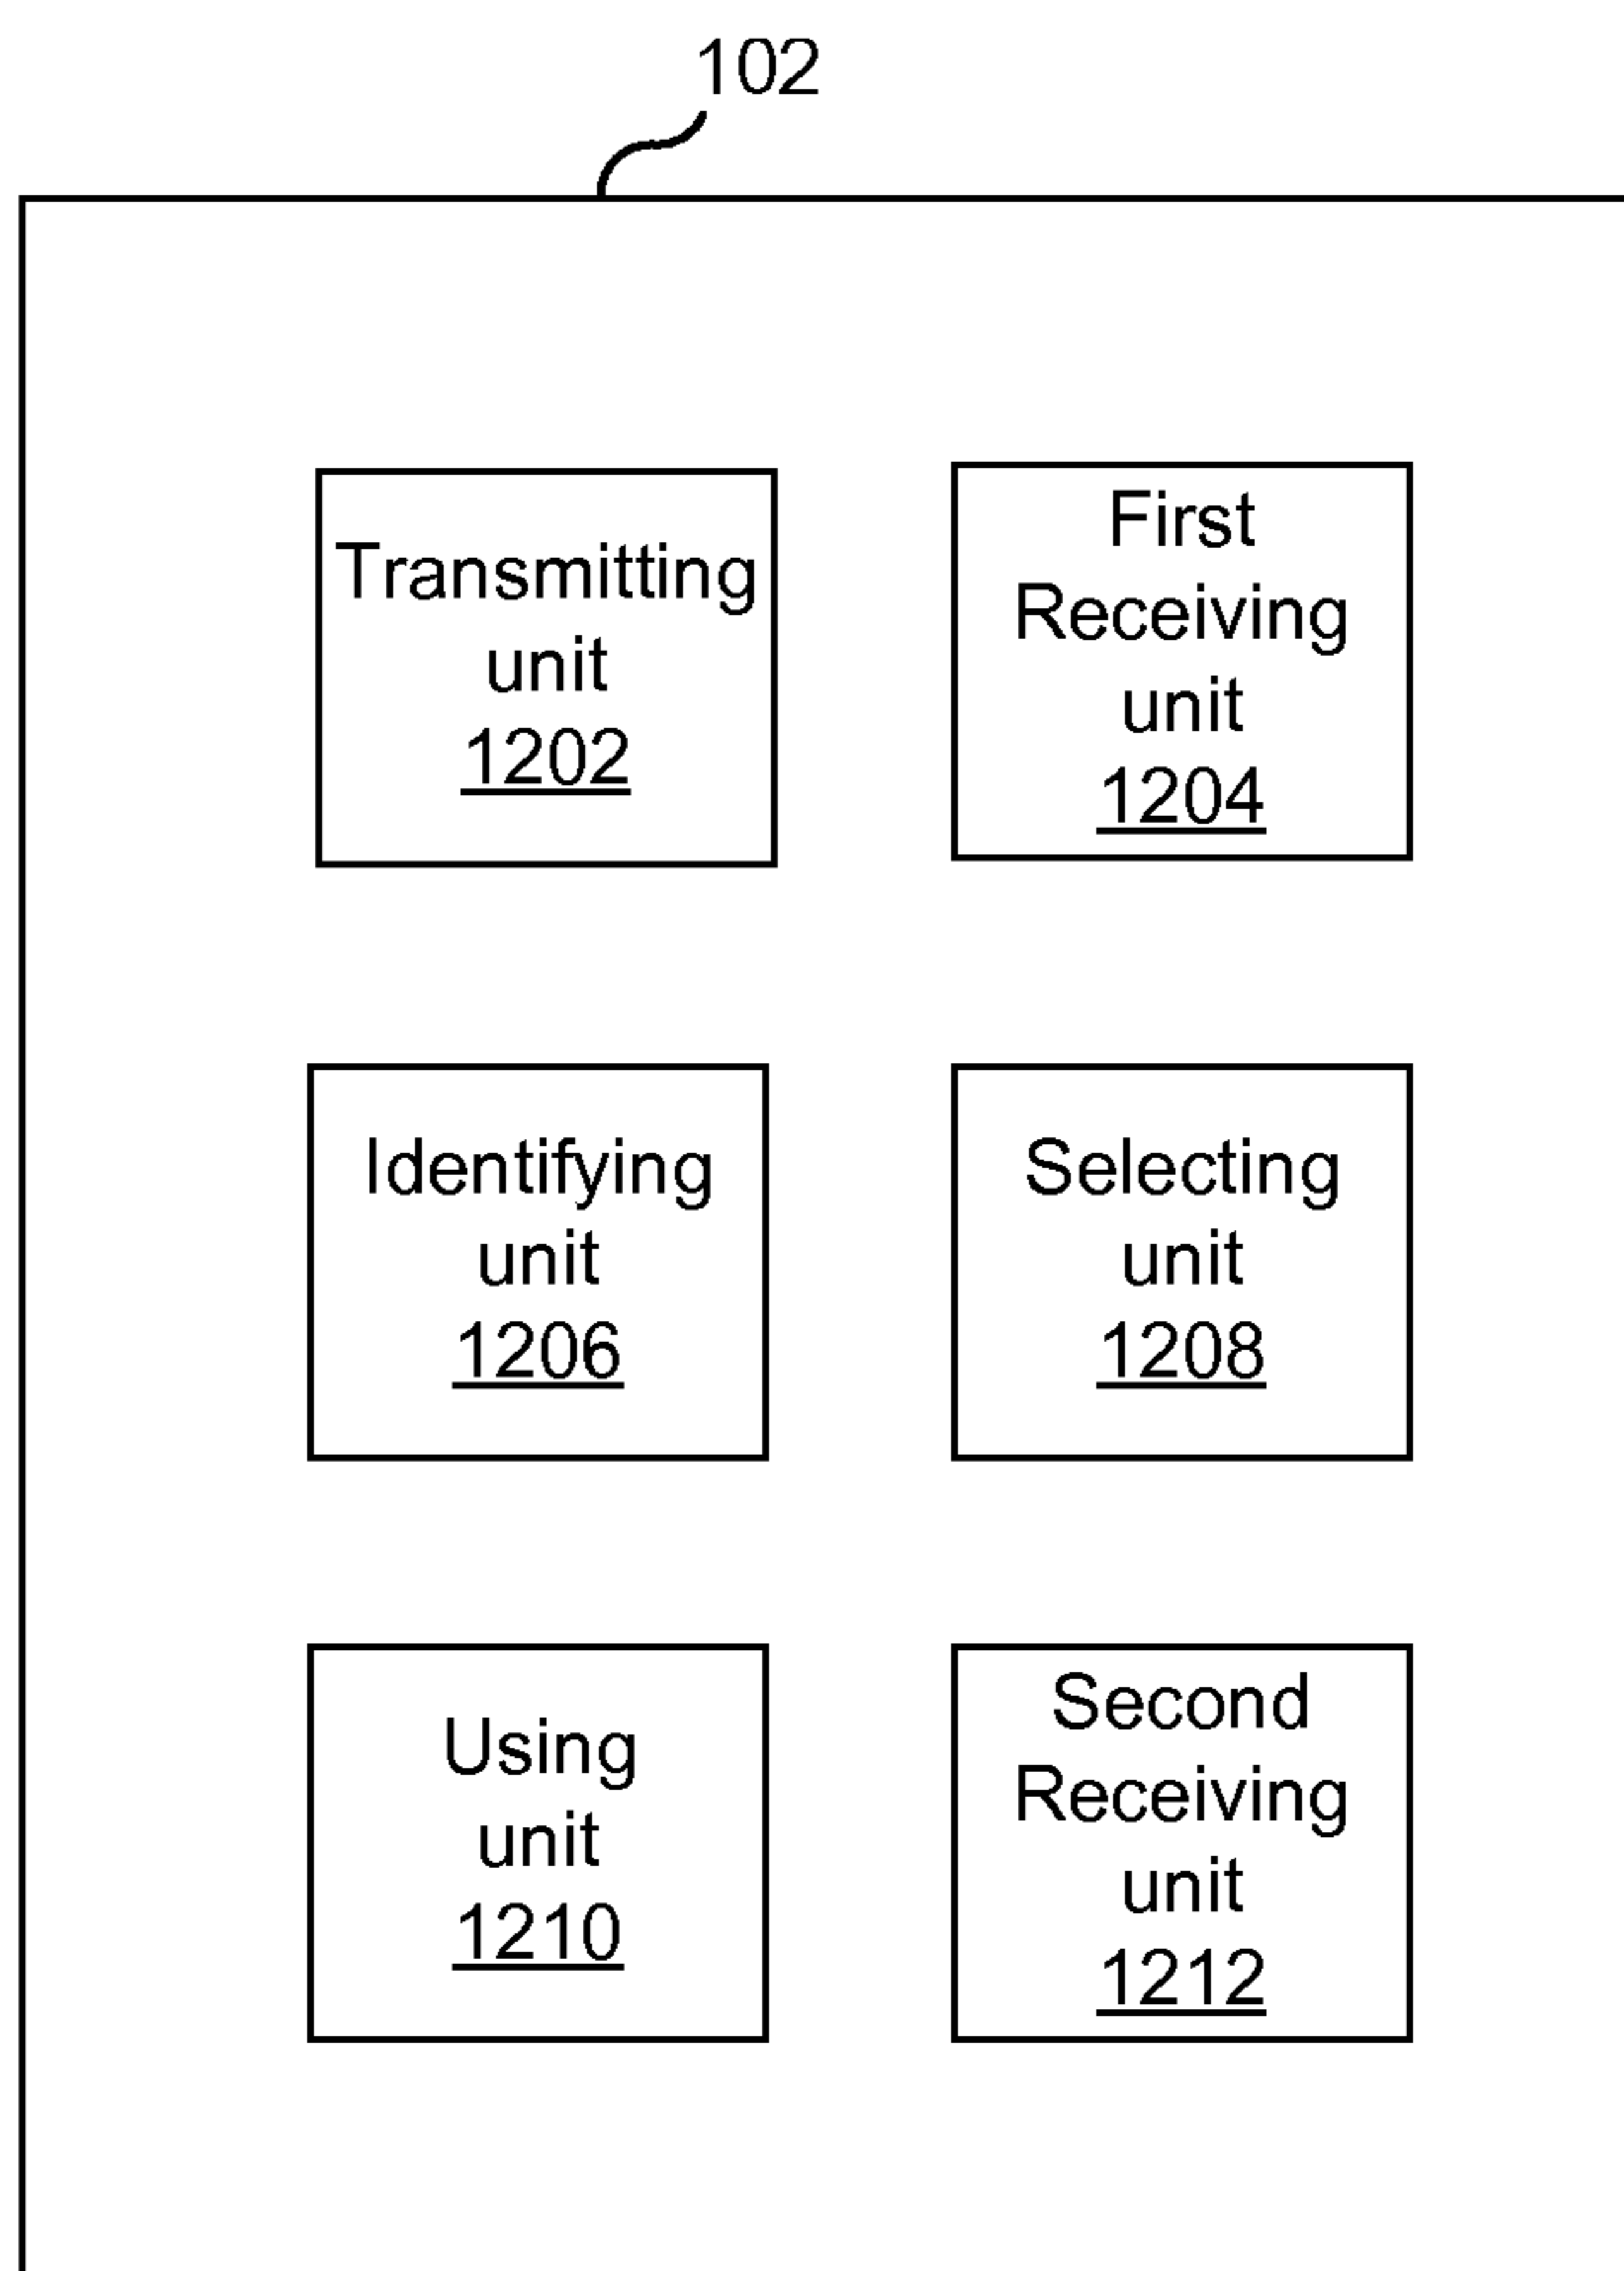 102
Transmitting
unit
1202
First
Receiving
unit
1204
Identifying
unit
1206
Selecting
unit
1208
Using
unit
1210
Second
Receiving
unit
1212